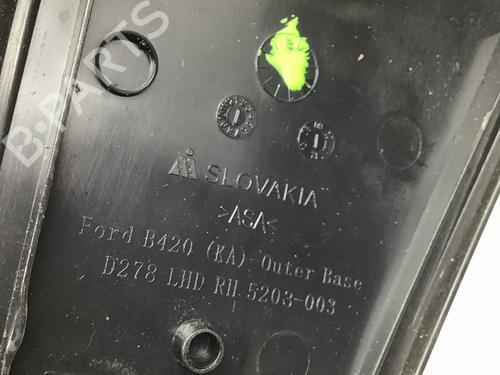 B-PARTS
SLOVAKIA
>ASA<
Ford B420 (KA)-Outer Base
D278 LHD RH 5203-003